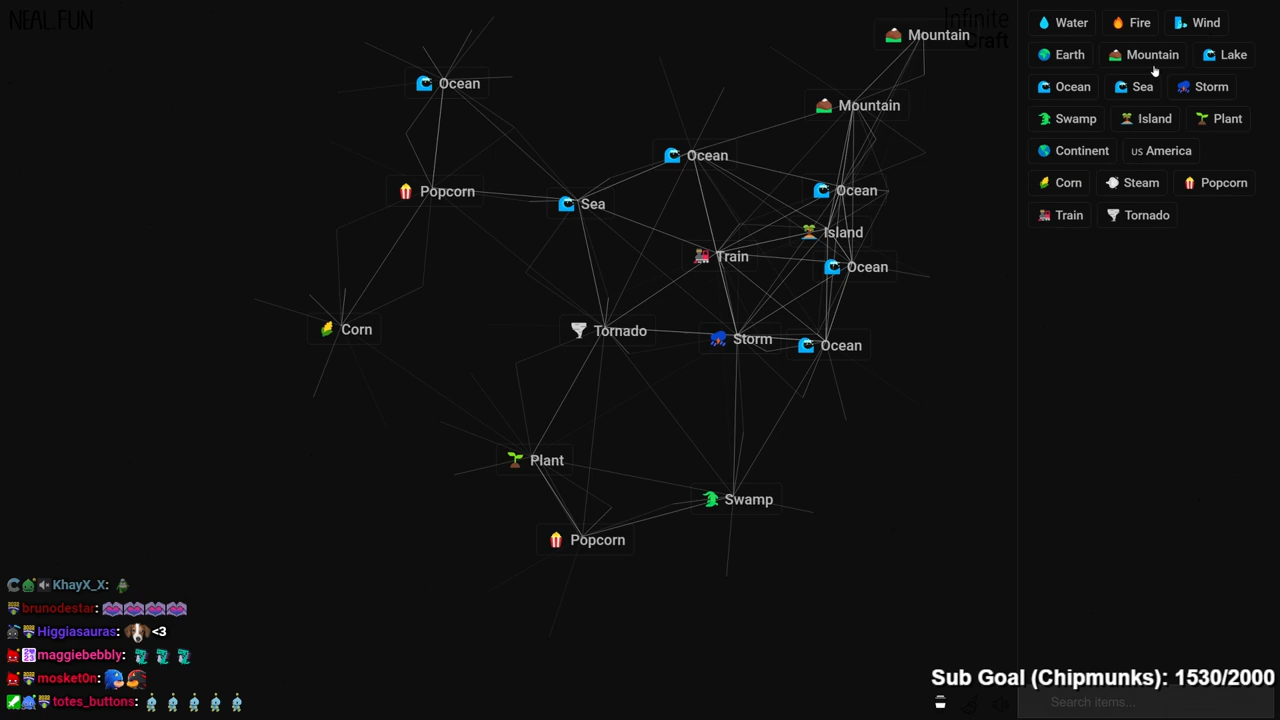 NEAL.FUN
Infinite
Craft
Mountain
Ocean
Mountain
Ocean
Popcorn
Ocean
Sea
Island
Train
Ocean
Corn
Tornado
Storm
Ocean
Plant
Swamp
Popcorn
Water Fire Wind
Earth Mountain Lake
Ocean Sea Storm
Swamp Island Plant
Continent US America
Corn Steam Popcorn
Train Tornado
KhayX_X:
brunodestar:
Higgiasauras: <3
maggiebebbly:
mosket0n:
totes_buttons:
Sub Goal (Chipmunks): 1530/2000
Search items...